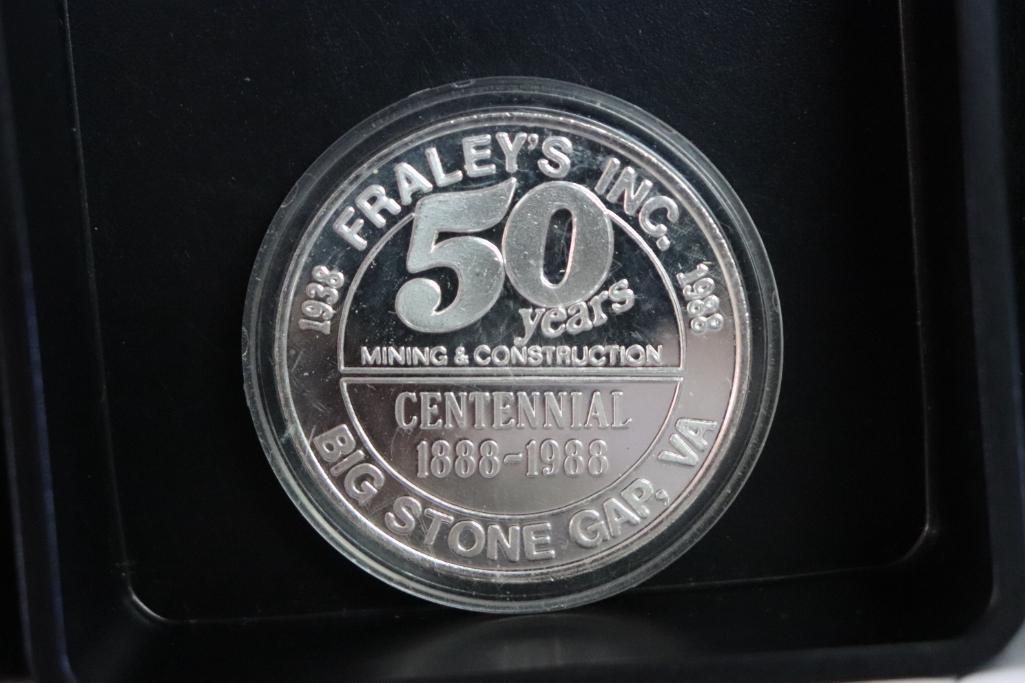 FRALEY'S INC.
1938
1988
50
years
MINING & CONSTRUCTION
CENTENNIAL
1888-1988
BIG STONE GAP, VA